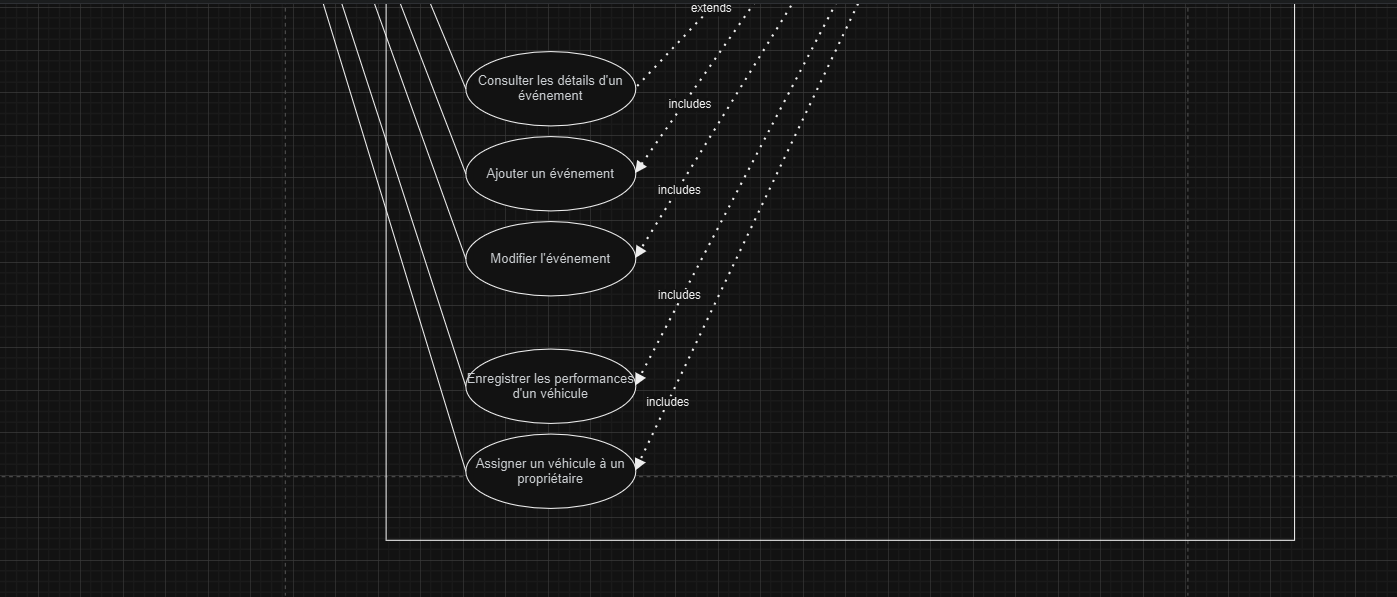 extends
Consulter les détails d'un
événement
includes
Ajouter un événement
includes
Modifier l'événement
includes
Enregistrer les performances
d'un véhicule
includes
Assigner un véhicule à un
propriétaire